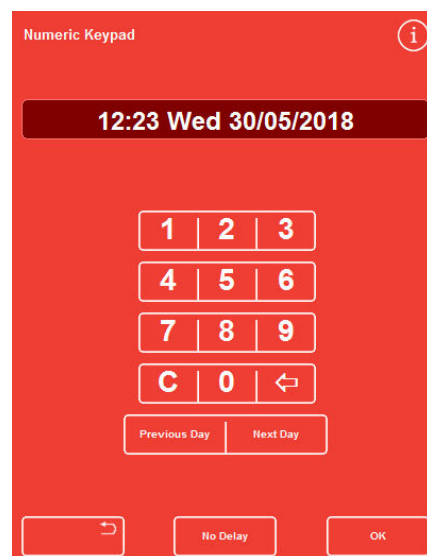 Numeric Keypad i
12:23 Wed 30/05/2018
1 2 3
4 5 6
7 8 9
C 0
Previous Day Next Day
No Delay OK